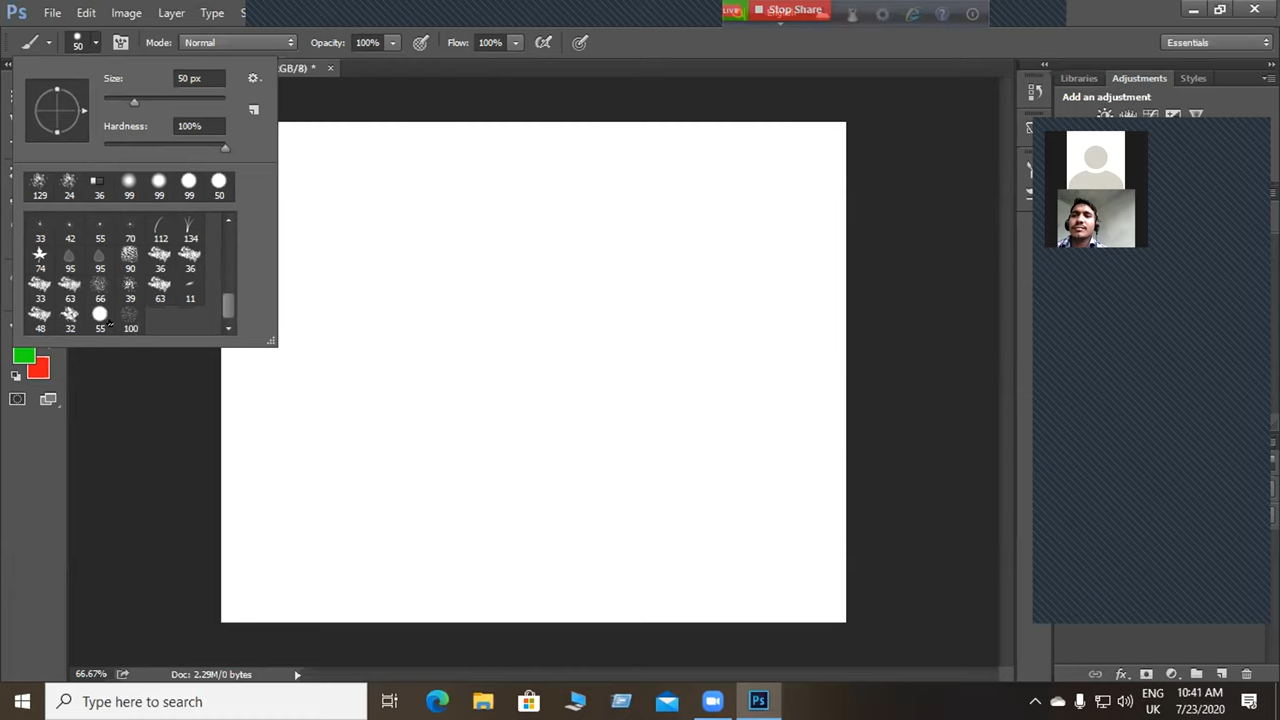 Ps File Edit Image Layer Type S
LIVE English Stop Share
50 Mode: Normal Opacity: 100% Flow: 100% Essentials
GB/8) * ×
Size: 50 px
Hardness: 100%
129 24 36 99 99 99 50
33 42 55 70 112 134
74 95 95 90 36 36
33 63 66 39 63 11
48 32 55 100
Libraries Adjustments Styles
Add an adjustment
66.67% Doc: 2.29M/0 bytes
fx
Type here to search
Ps
ENG 10:41 AM
UK 7/23/2020